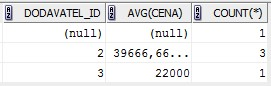 DODAVATEL_ID AVG(CENA) COUNT(*)
(null) (null) 1
2 39666,66... 3
3 22000 1